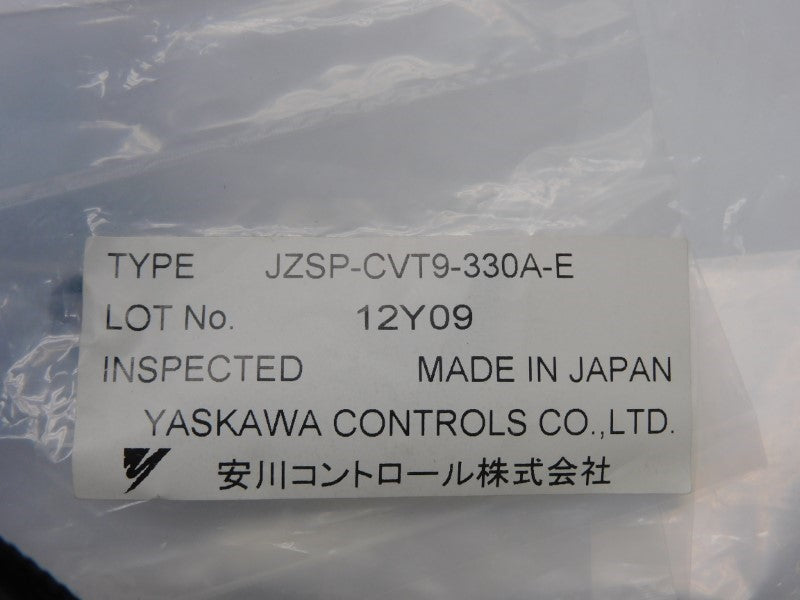 TYPE JZSP-CVT9-330A-E
LOT No. 12Y09
INSPECTED MADE IN JAPAN
YASKAWA CONTROLS CO.,LTD.
安川コントロール株式会社